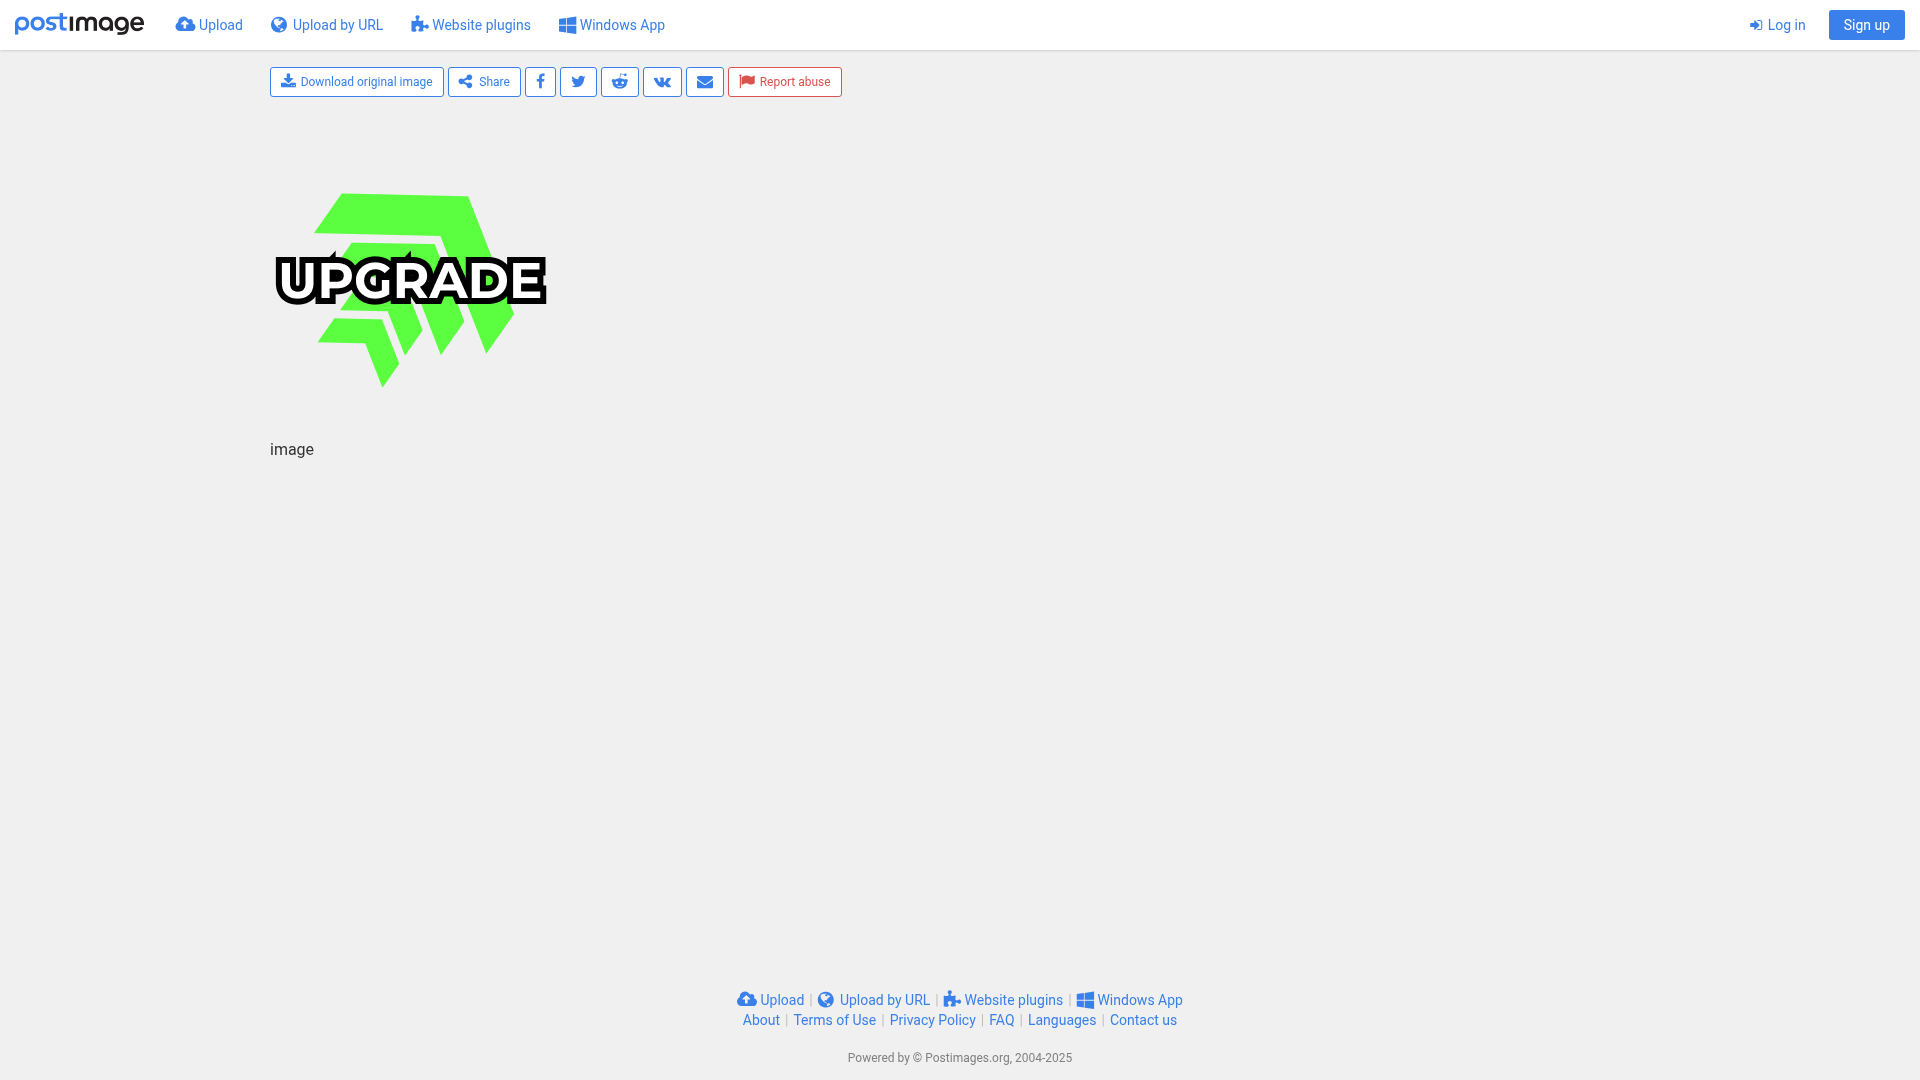 postimage
Upload
Upload by URL
Website plugins
Windows App
Log in
Sign up
Download original image
Share
Report abuse
UPGRADE
image
Upload | Upload by URL | Website plugins | Windows App
About | Terms of Use | Privacy Policy | FAQ | Languages | Contact us
Powered by © Postimages.org, 2004-2025